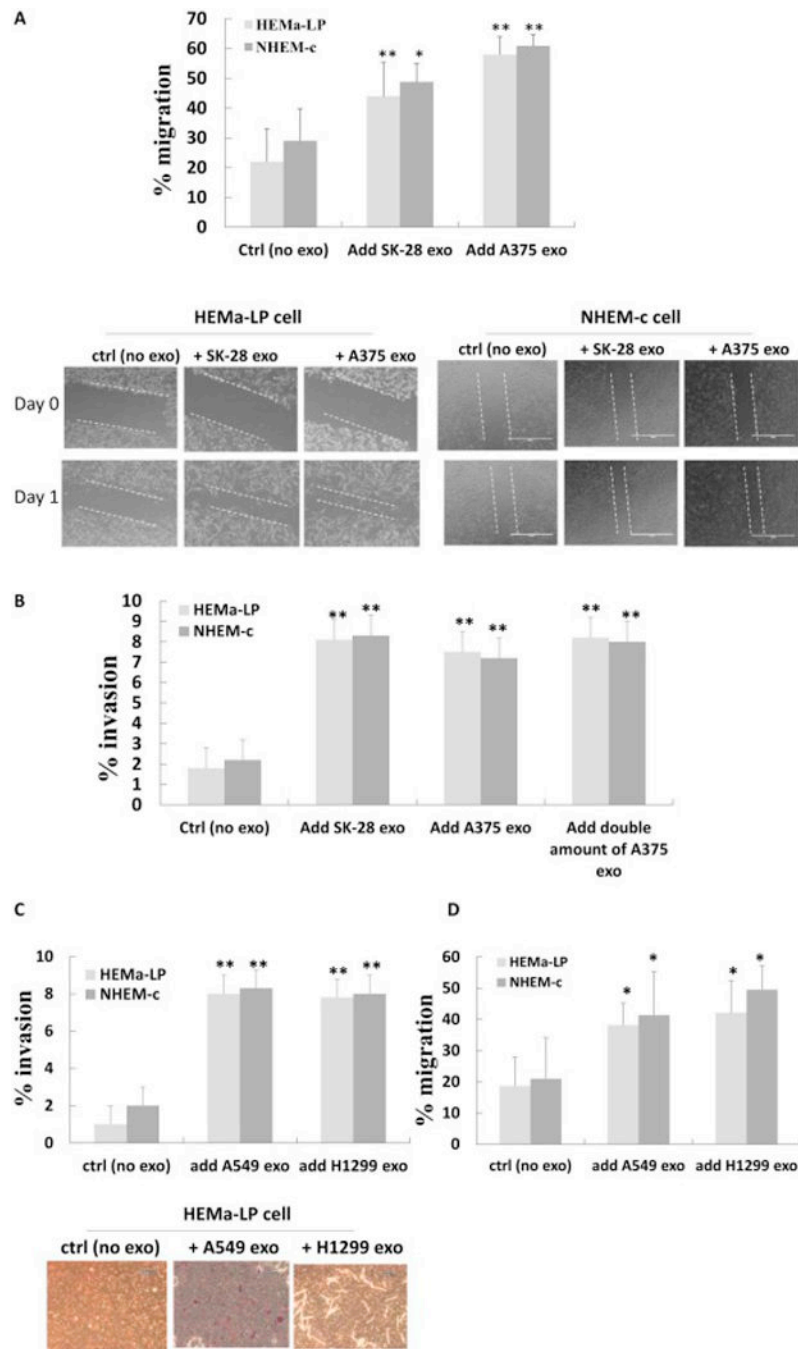 A
HEMa-LP
NHEM-c
% migration
70
60
50
40
30
20
10
0
** *
** **
Ctrl (no exo) Add SK-28 exo Add A375 exo
HEMa-LP cell
ctrl (no exo) + SK-28 exo + A375 exo
NHEM-c cell
ctrl (no exo) + SK-28 exo + A375 exo
Day 0
Day 1
B
HEMa-LP
NHEM-c
% invasion
10
9
8
7
6
5
4
3
2
1
0
** **
** **
** **
Ctrl (no exo) Add SK-28 exo Add A375 exo Add double
amount of A375
exo
C
HEMa-LP
NHEM-c
% invasion
10
8
6
4
2
0
** **
** **
ctrl (no exo) add A549 exo add H1299 exo
HEMa-LP cell
ctrl (no exo) + A549 exo + H1299 exo
D
HEMa-LP
NHEM-c
% migration
60
50
40
30
20
10
0
* *
* *
ctrl (no exo) add A549 exo add H1299 exo